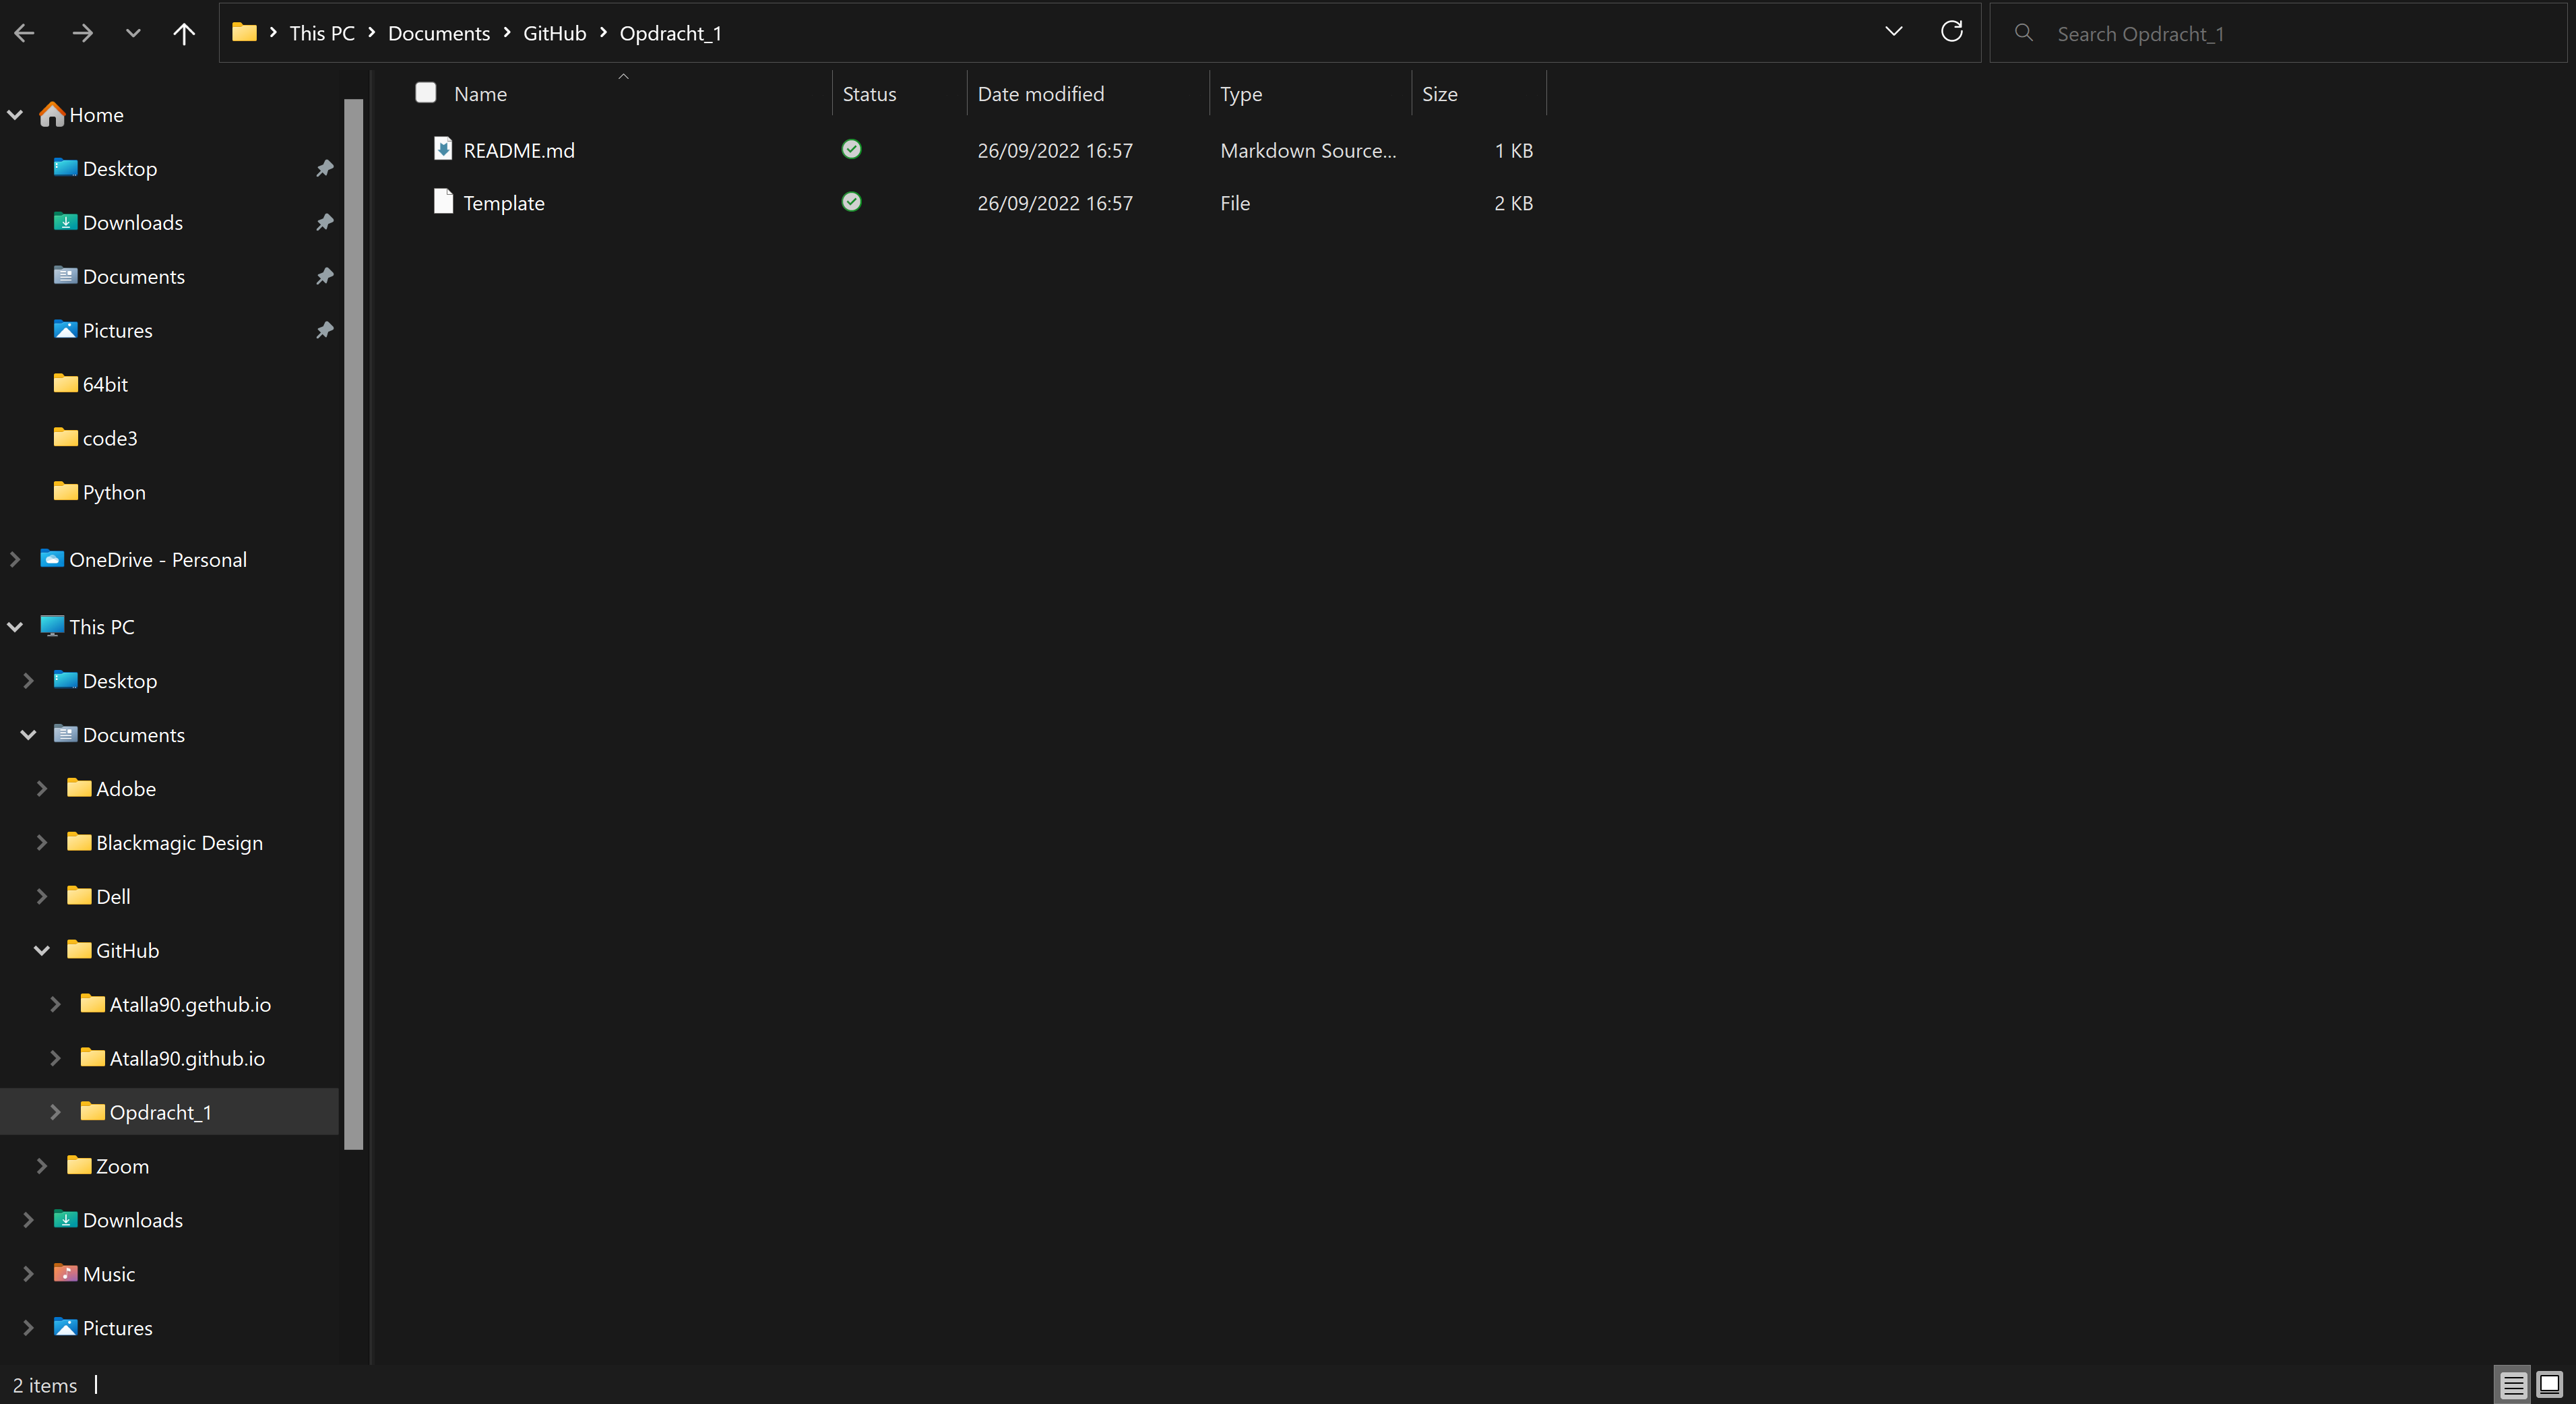 This PC > Documents > GitHub > Opdracht_1
Search Opdracht_1
Name Status Date modified Type Size
README.md 26/09/2022 16:57 Markdown Source... 1 KB
Template 26/09/2022 16:57 File 2 KB
Home
Desktop
Downloads
Documents
Pictures
64bit
code3
Python
OneDrive - Personal
This PC
Desktop
Documents
Adobe
Blackmagic Design
Dell
GitHub
Atalla90.gethub.io
Atalla90.github.io
Opdracht_1
Zoom
Downloads
Music
Pictures
2 items